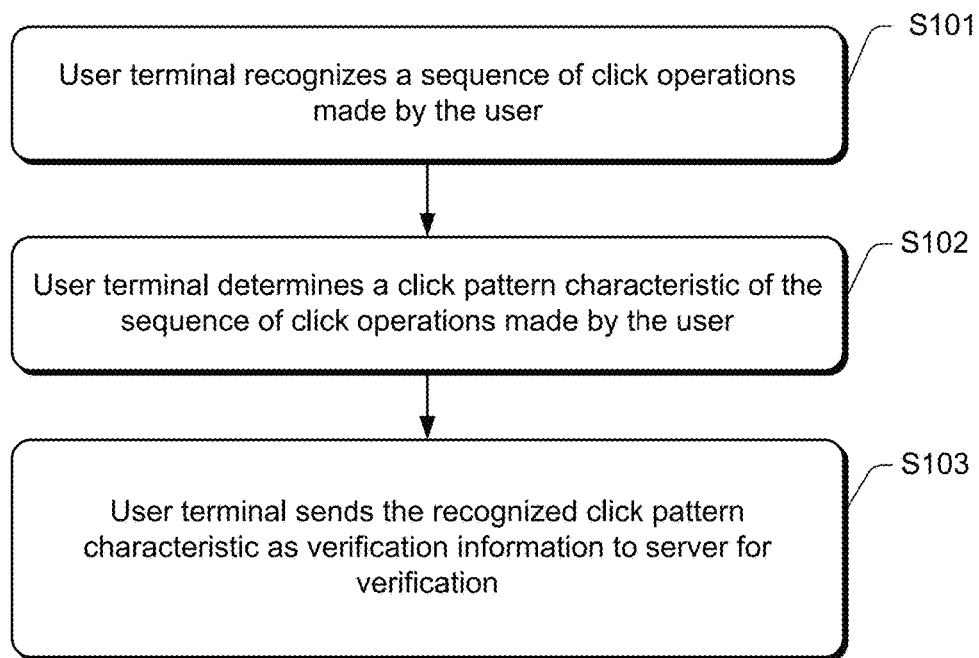 S101
User terminal recognizes a sequence of click operations
made by the user
S102
User terminal determines a click pattern characteristic of the
sequence of click operations made by the user
S103
User terminal sends the recognized click pattern
characteristic as verification information to server for
verification